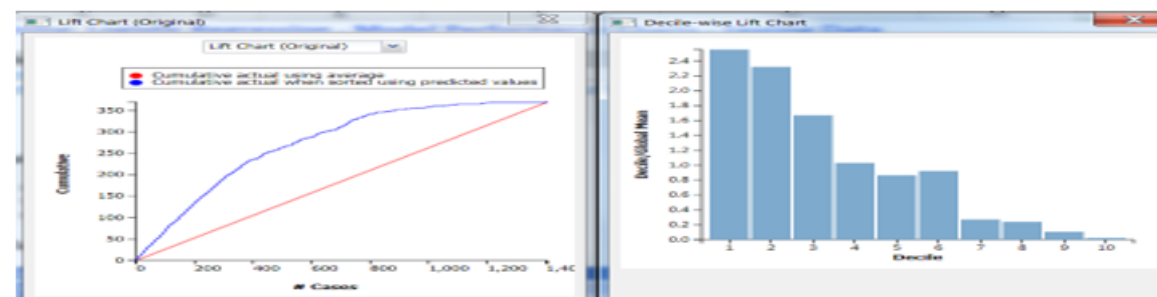 Lift Chart (Original)
Lift Chart (Original)
Cumulative actual using average
Cumulative actual when sorted using predicted values
Cumulative
350
300
250
200
150
100
50
0
0 200 400 600 800 1,000 1,200 1,40
# Cases
Decile-wise Lift Chart
Decile/Global Mean
2.4
2.2
2.0
1.8
1.6
1.4
1.2
1.0
0.8
0.6
0.4
0.2
0.0
1 2 3 4 5 6 7 8 9 10
Decile